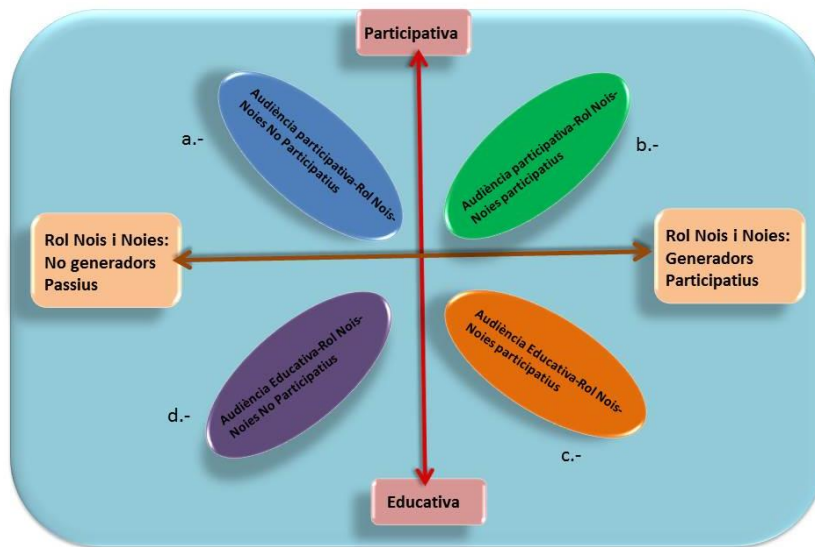 Participativa
a.-
Audiència participativa-Rol Nois-
Noies No Participatius
Audiència participativa-Rol Nois-
Noies participatius
b.-
Rol Nois i Noies:
No generadors
Passius
Rol Nois i Noies:
Generadors
Participatius
d.-
Audiència Educativa-Rol Nois-
Noies No Participatius
Audiència Educativa-Rol Nois-
Noies participatius
c.-
Educativa